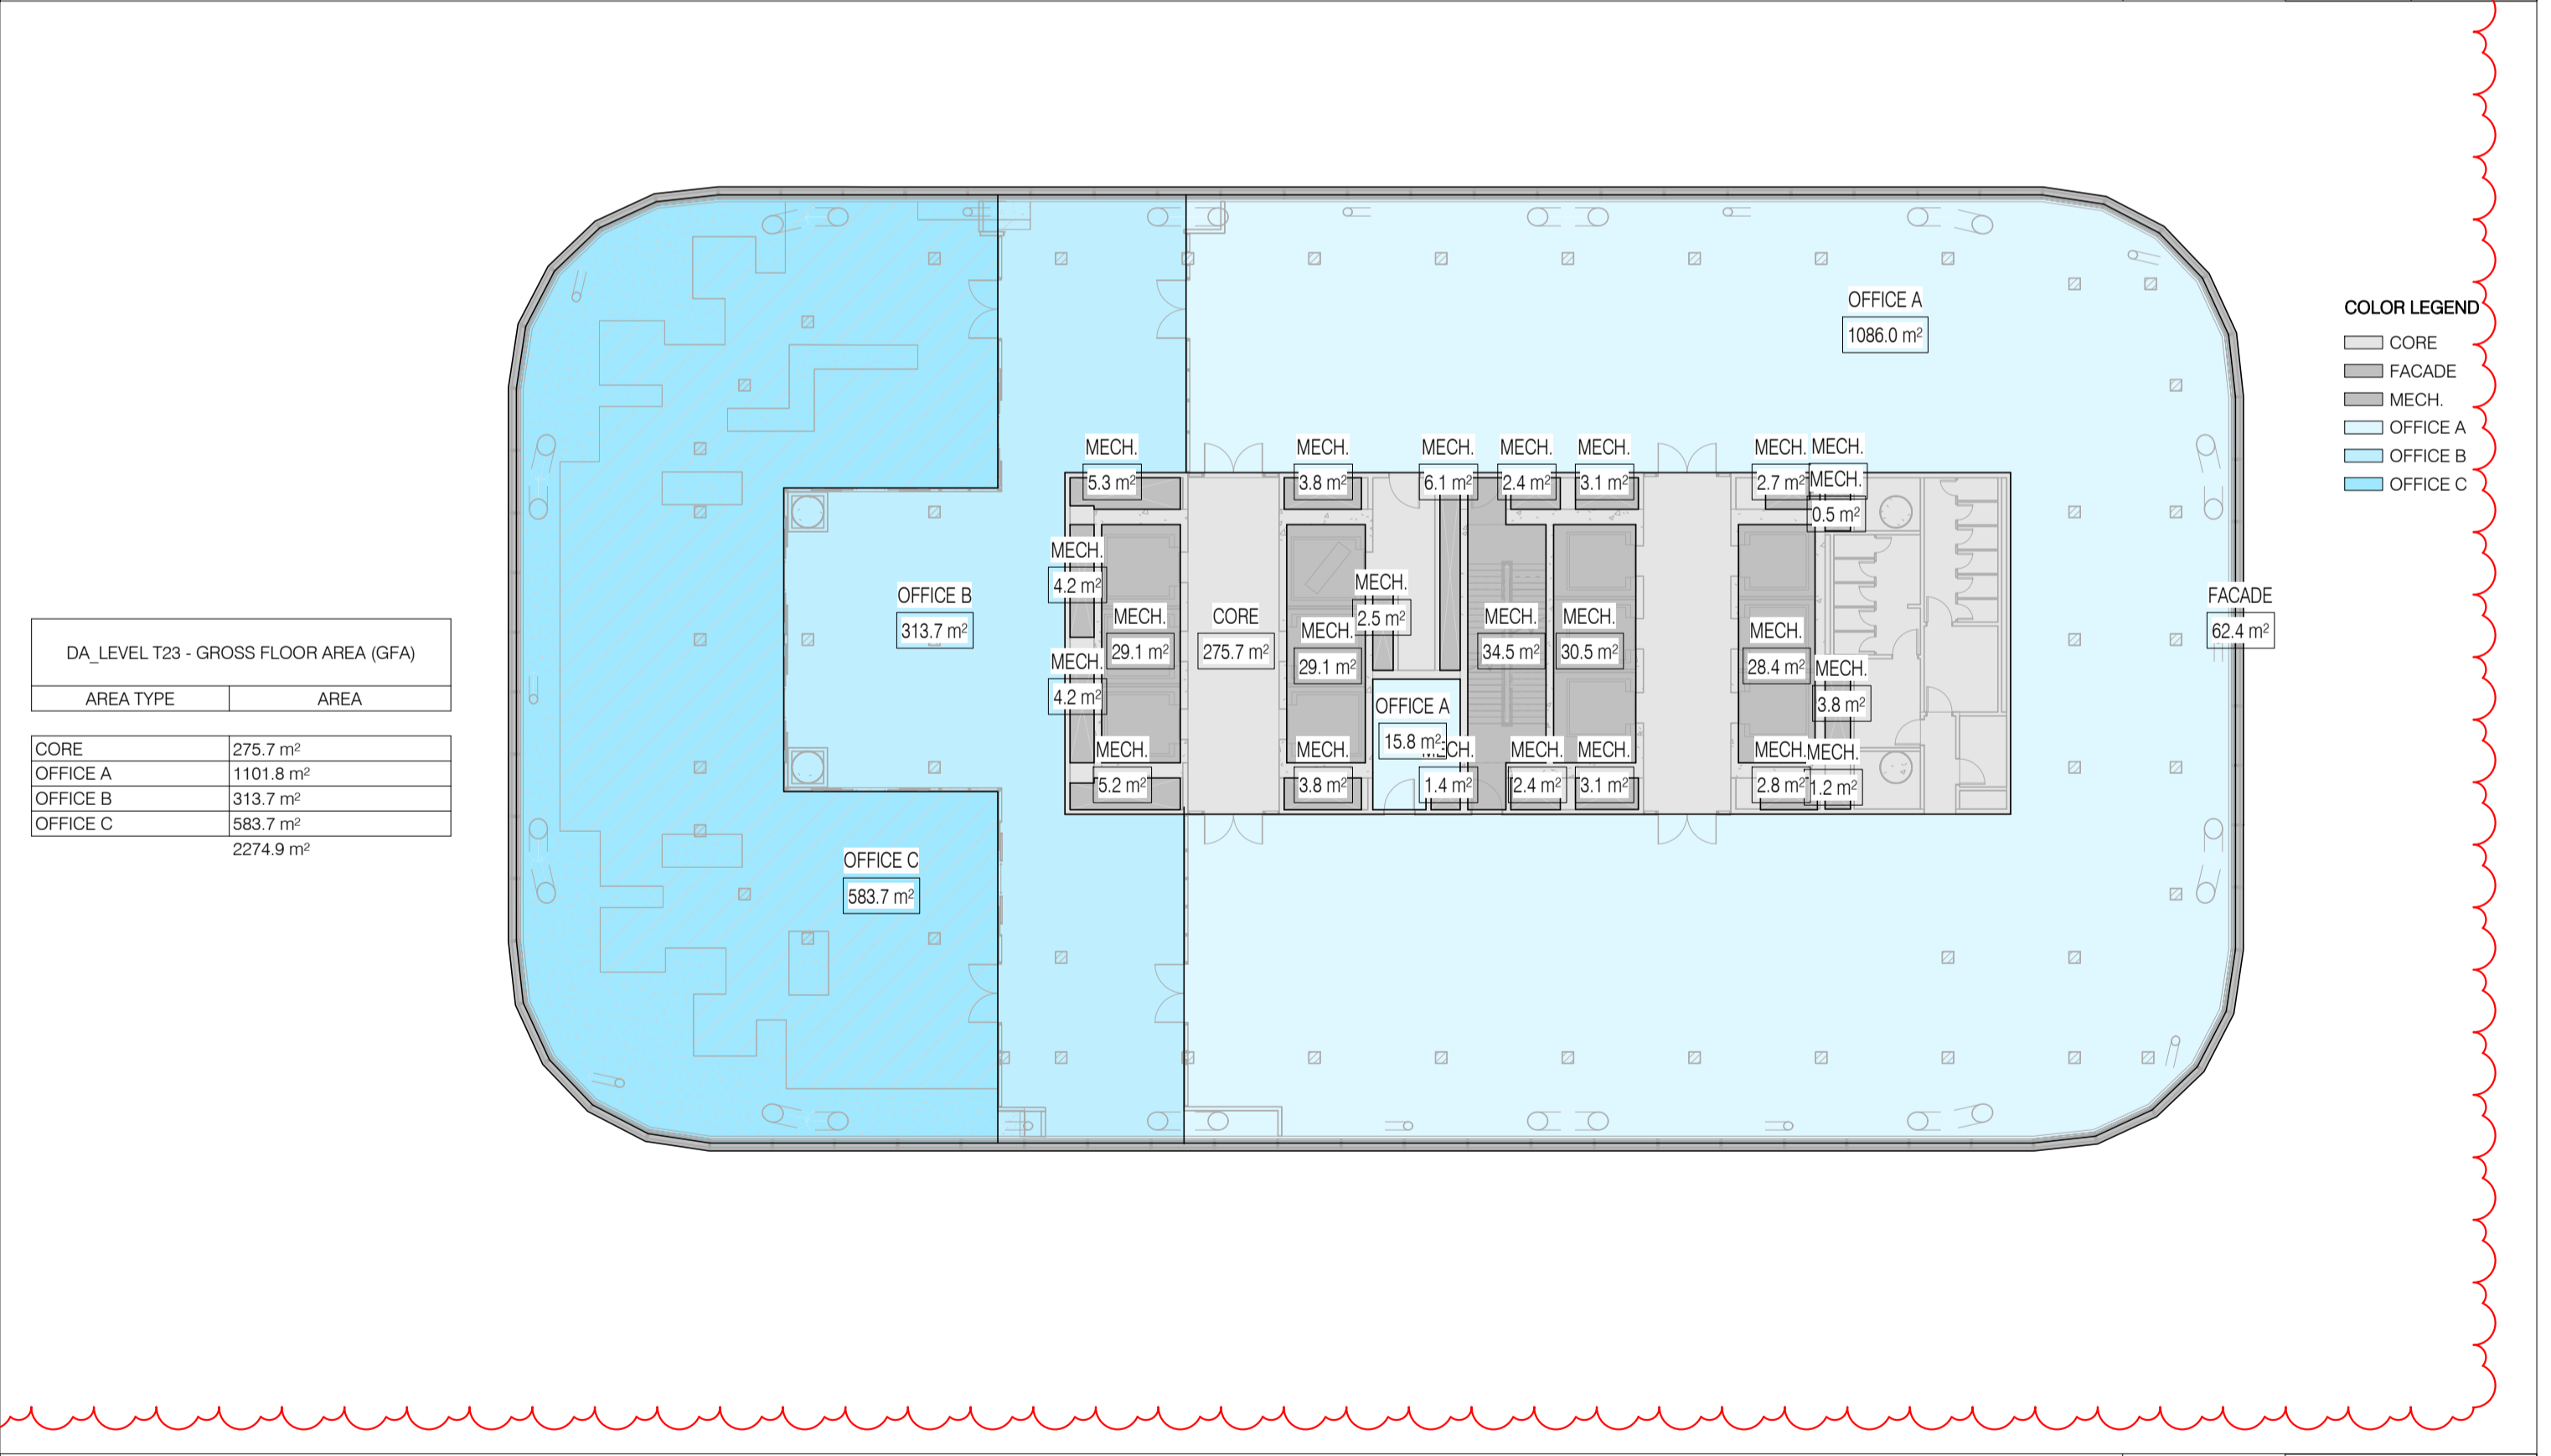 OFFICE A
1086.0 m²
COLOR LEGEND
CORE
FACADE
MECH.
OFFICE A
OFFICE B
OFFICE C
MECH.
5.3 m²
MECH.
3.8 m²
MECH.
6.1 m²
MECH.
2.4 m²
MECH.
3.1 m²
MECH.
2.7 m²
MECH.
MECH.
0.5 m²
MECH.
4.2 m²
MECH.
2.5 m²
OFFICE B
313.7 m²
MECH.
29.1 m²
CORE
275.7 m²
MECH.
29.1 m²
MECH.
34.5 m²
MECH.
30.5 m²
MECH.
28.4 m²
FACADE
62.4 m²
MECH.
4.2 m²
MECH.
3.8 m²
OFFICE A
15.8 m²
MECH.
5.2 m²
MECH.
3.8 m²
MECH.
1.4 m²
MECH.
2.4 m²
MECH.
3.1 m²
MECH.
2.8 m²
MECH.
1.2 m²
OFFICE C
583.7 m²
DA_LEVEL T23 - GROSS FLOOR AREA (GFA)
AREA TYPE AREA
CORE 275.7 m²
OFFICE A 1101.8 m²
OFFICE B 313.7 m²
OFFICE C 583.7 m²
2274.9 m²